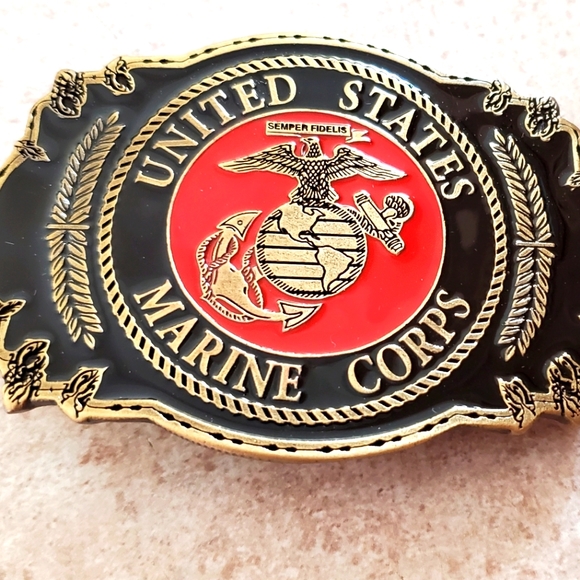 UNITED STATES
SEMPER FIDELIS
MARINE CORPS